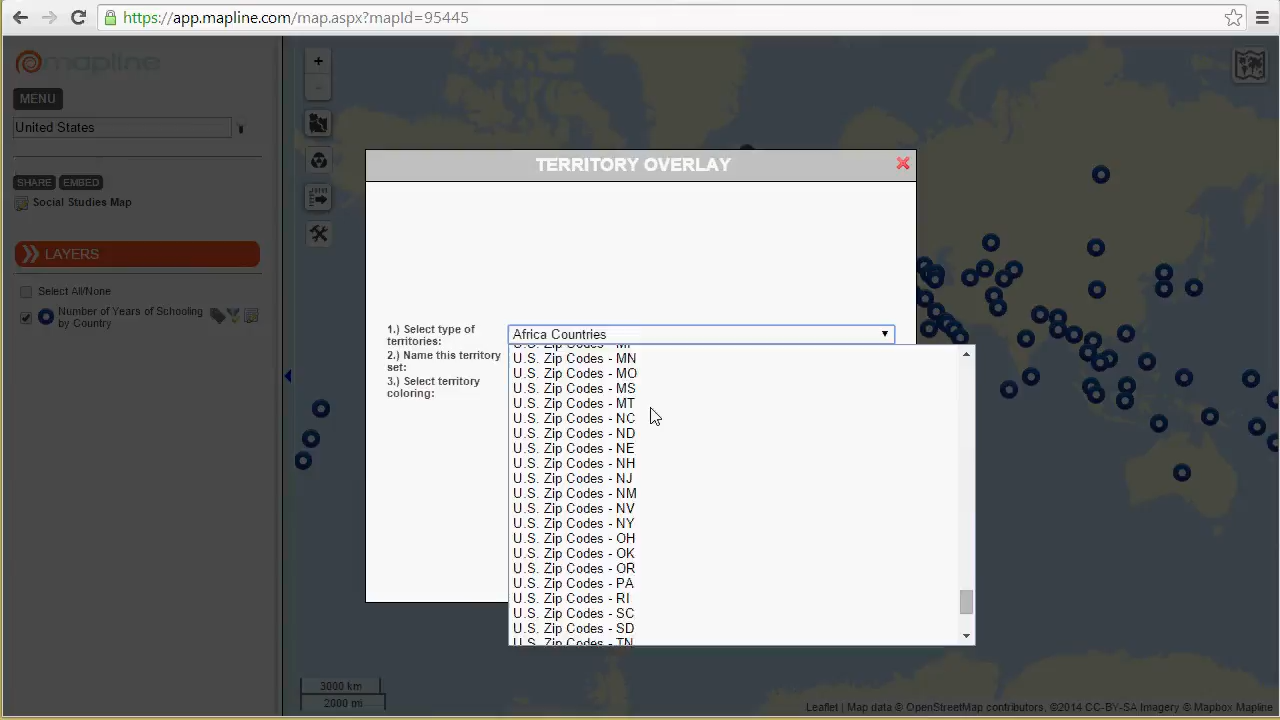 https://app.mapline.com/map.aspx?mapId=95445
mapline
MENU
United States
SHARE EMBED
Social Studies Map
LAYERS
Select All/None
Number of Years of Schooling
by Country
+
-
TERRITORY OVERLAY
1.) Select type of
territories:
Africa Countries
2.) Name this territory
set:
3.) Select territory
coloring:
U.S. Zip Codes - MI
U.S. Zip Codes - MN
U.S. Zip Codes - MO
U.S. Zip Codes - MS
U.S. Zip Codes - MT
U.S. Zip Codes - NC
U.S. Zip Codes - ND
U.S. Zip Codes - NE
U.S. Zip Codes - NH
U.S. Zip Codes - NJ
U.S. Zip Codes - NM
U.S. Zip Codes - NV
U.S. Zip Codes - NY
U.S. Zip Codes - OH
U.S. Zip Codes - OK
U.S. Zip Codes - OR
U.S. Zip Codes - PA
U.S. Zip Codes - RI
U.S. Zip Codes - SC
U.S. Zip Codes - SD
U.S. Zip Codes - TN
3000 km
2000 mi
Leaflet | Map data © OpenStreetMap contributors, ©2014 CC-BY-SA Imagery © Mapbox Mapline